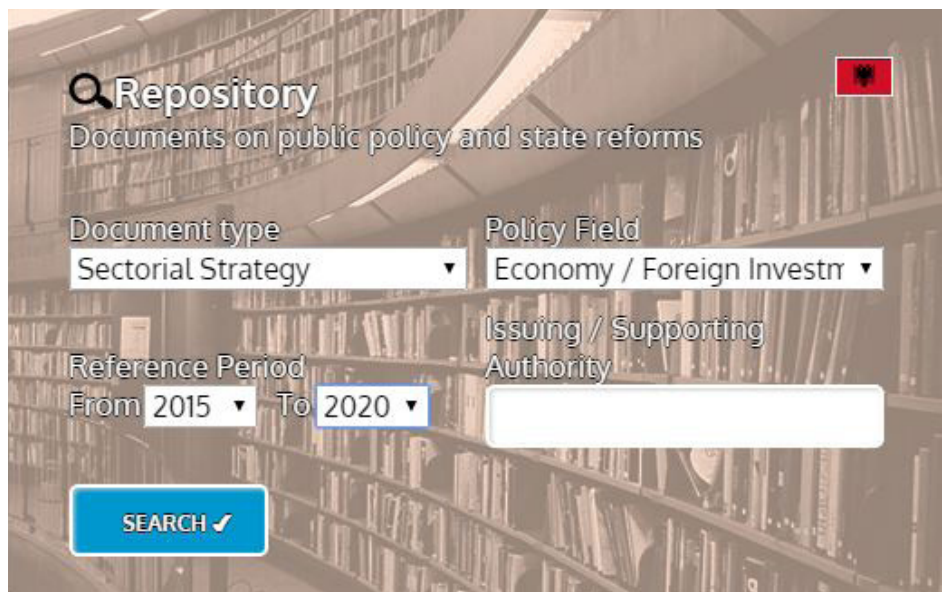 Repository
Documents on public policy and state reforms
Document type
Policy Field
Sectorial Strategy
Economy / Foreign Investm
Issuing / Supporting
Authority
Reference Period
From 2015 To 2020
SEARCH ✔